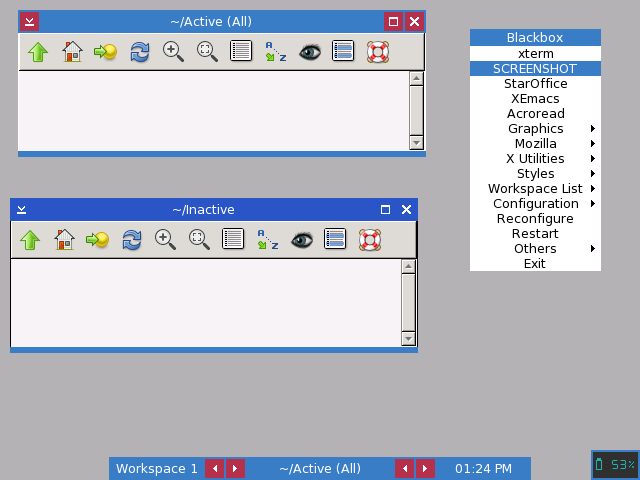 ~/Active (All)
Blackbox
xterm
SCREENSHOT
StarOffice
XEmacs
Acroread
Graphics
Mozilla
X Utilities
Styles
Workspace List
Configuration
Reconfigure
Restart
Others
Exit
A
Z
~/Inactive
A
Z
Workspace 1
~/Active (All)
01:24 PM
53%